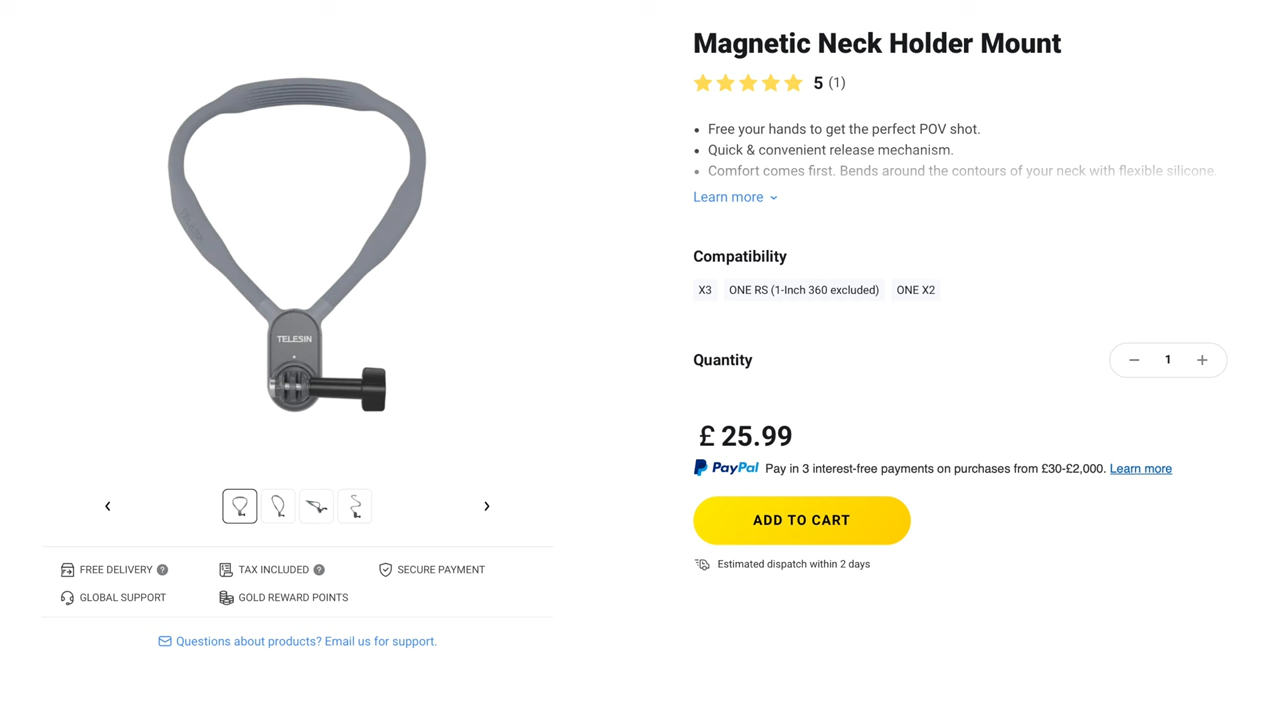 Magnetic Neck Holder Mount
5 (1)
Free your hands to get the perfect POV shot.
Quick & convenient release mechanism.
Comfort comes first. Bends around the contours of your neck with flexible silicone.
Learn more
Compatibility
X3 ONE RS (1-Inch 360 excluded) ONE X2
Quantity
1
£ 25.99
PayPal Pay in 3 interest-free payments on purchases from £30-£2,000. Learn more
ADD TO CART
Estimated dispatch within 2 days
TELESIN
TELESIN
FREE DELIVERY ? TAX INCLUDED ? SECURE PAYMENT
GLOBAL SUPPORT GOLD REWARD POINTS
Questions about products? Email us for support.